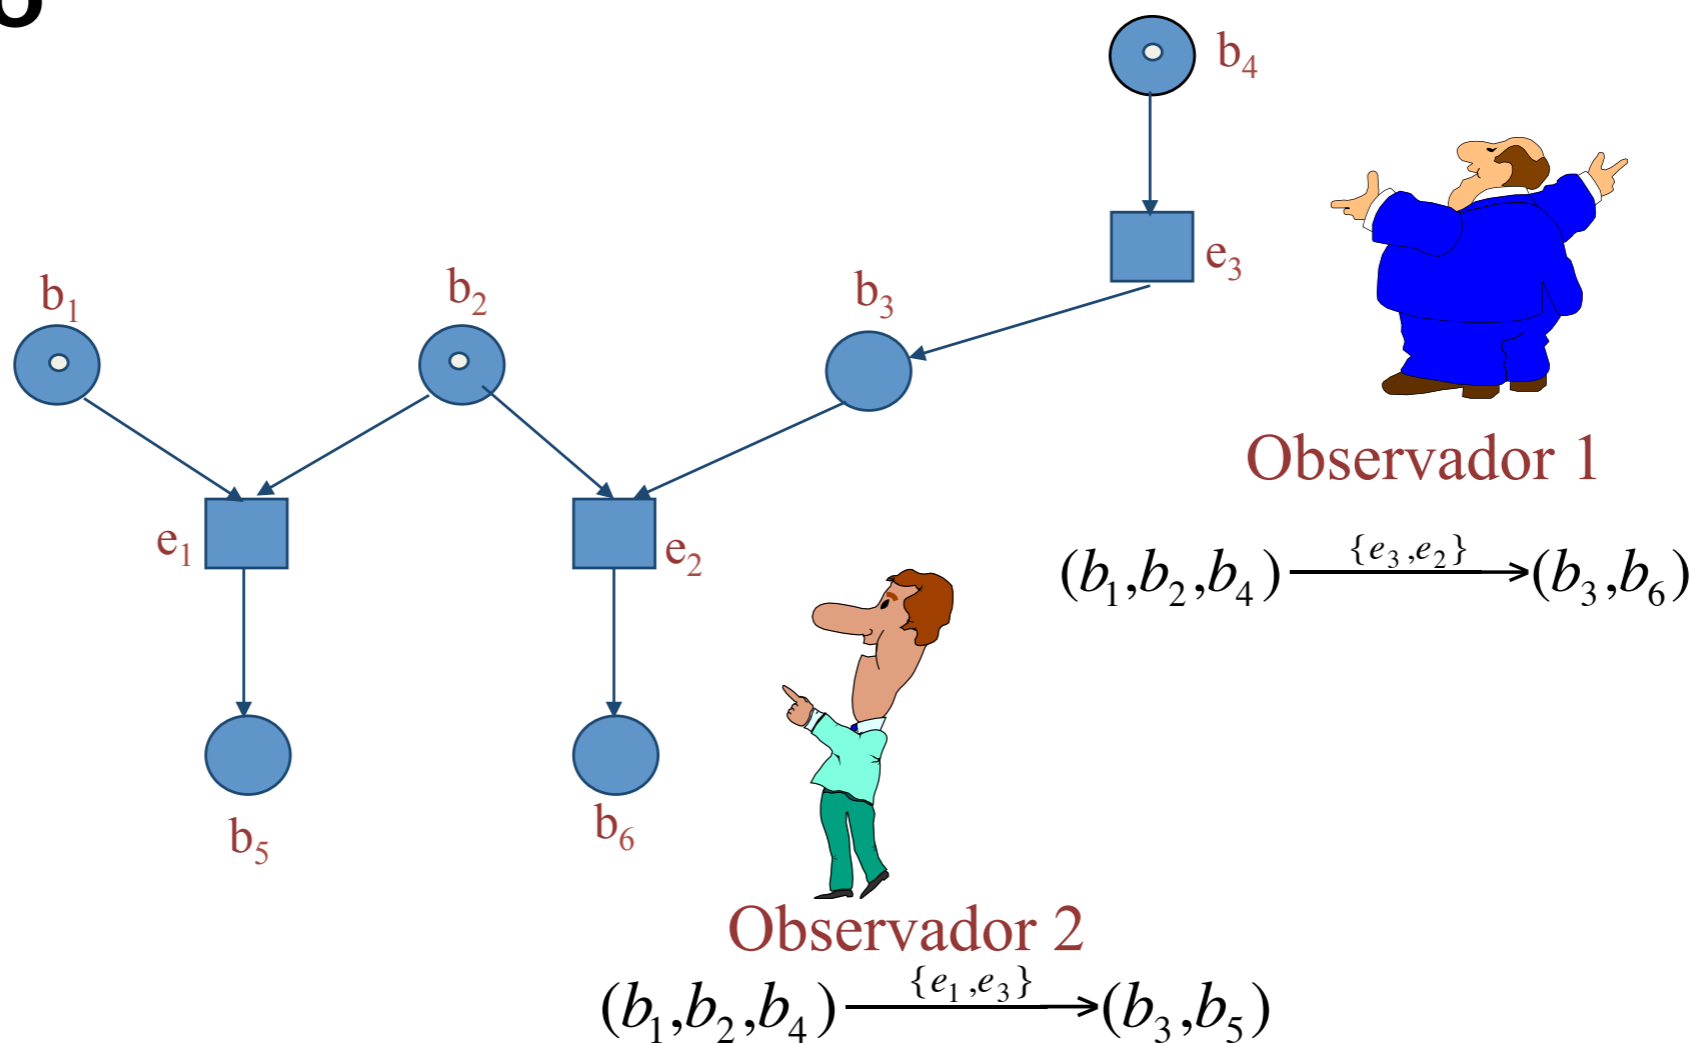 b₄
e₃
b₁
b₂
b₃
Observador 1
e₁
e₂
(b₁,b₂,b₄) {e₃,e₂} → (b₃,b₆)
b₅
b₆
Observador 2
(b₁,b₂,b₄) {e₁,e₃} → (b₃,b₅)